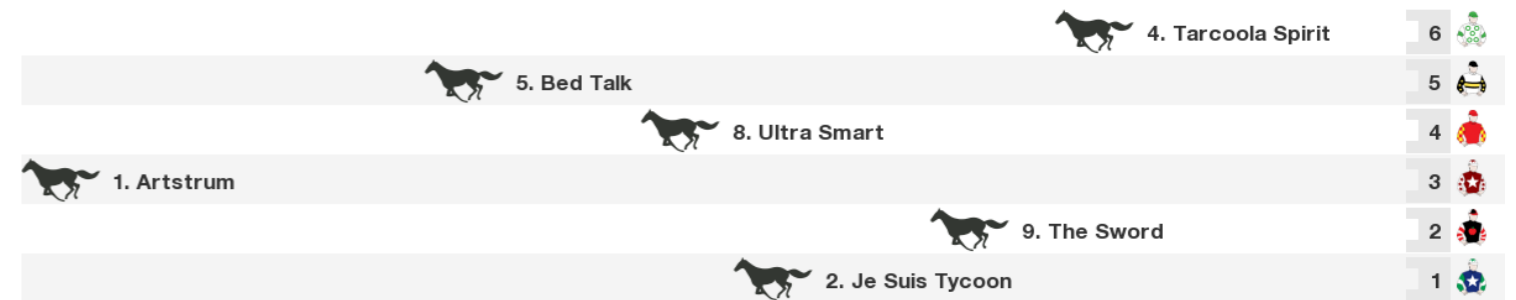 4. Tarcoola Spirit 6
5. Bed Talk 5
8. Ultra Smart 4
1. Artstrum 3
9. The Sword 2
2. Je Suis Tycoon 1